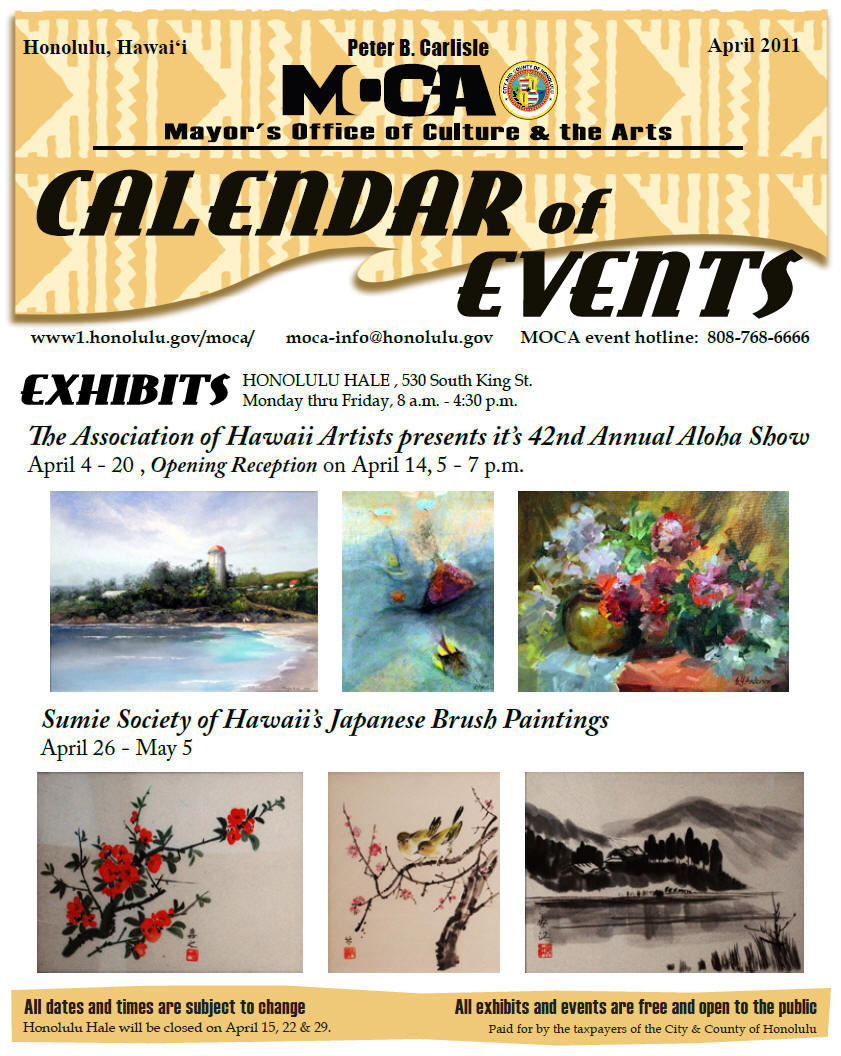 Honolulu, Hawai‘i
Peter B. Carlisle
April 2011
MOCA
CITY AND COUNTY OF HONOLULU
Mayor's Office of Culture & the Arts
CALENDAR of
EVENTS
www1.honolulu.gov/moca/ moca-info@honolulu.gov MOCA event hotline: 808-768-6666
EXHIBITS
HONOLULU HALE , 530 South King St.
Monday thru Friday, 8 a.m. - 4:30 p.m.
The Association of Hawaii Artists presents it's 42nd Annual Aloha Show
April 4 - 20 , Opening Reception on April 14, 5 - 7 p.m.
Sumie Society of Hawaii's Japanese Brush Paintings
April 26 - May 5
All dates and times are subject to change
Honolulu Hale will be closed on April 15, 22 & 29.
All exhibits and events are free and open to the public
Paid for by the taxpayers of the City & County of Honolulu